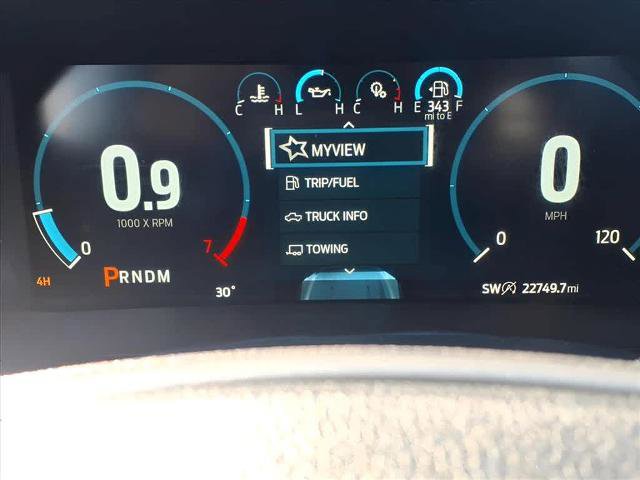 C H L H C H E 343 F
mi to E
MYVIEW
TRIP/FUEL
TRUCK INFO
TOWING
0.9
1000 X RPM
0 7
4H PRNDM
30°
0
MPH
0 120
SW 22749.7mi